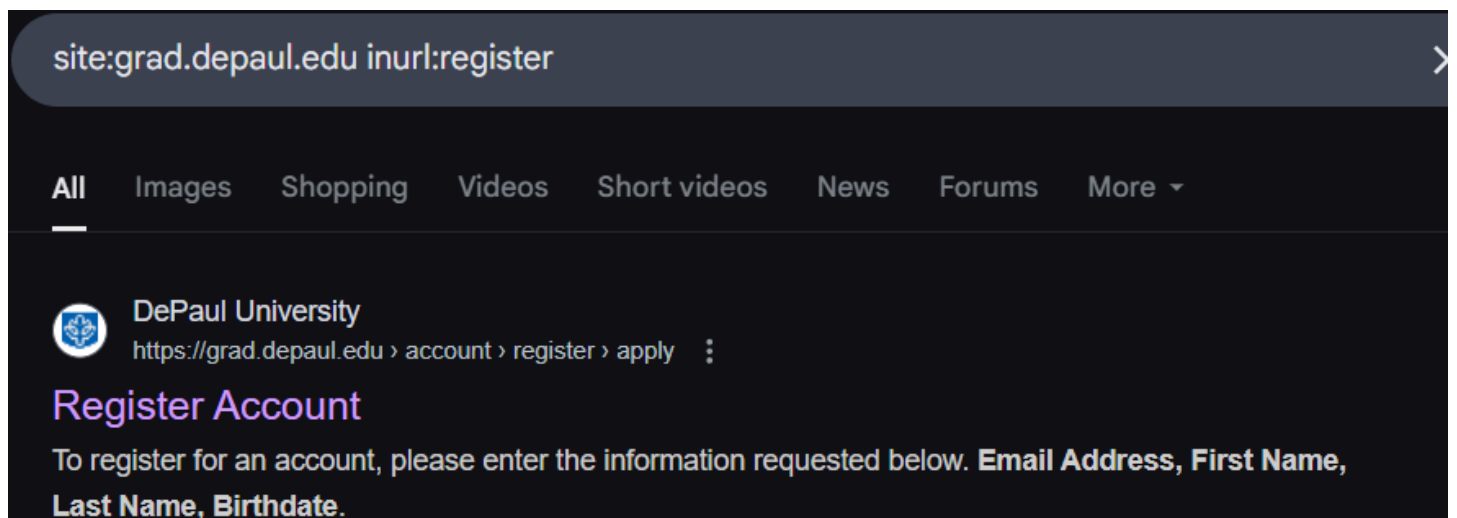 site:grad.depaul.edu inurl:register
All Images Shopping Videos Short videos News Forums More
DePaul University
https://grad.depaul.edu › account › register › apply
Register Account
To register for an account, please enter the information requested below. Email Address, First Name,
Last Name, Birthdate.